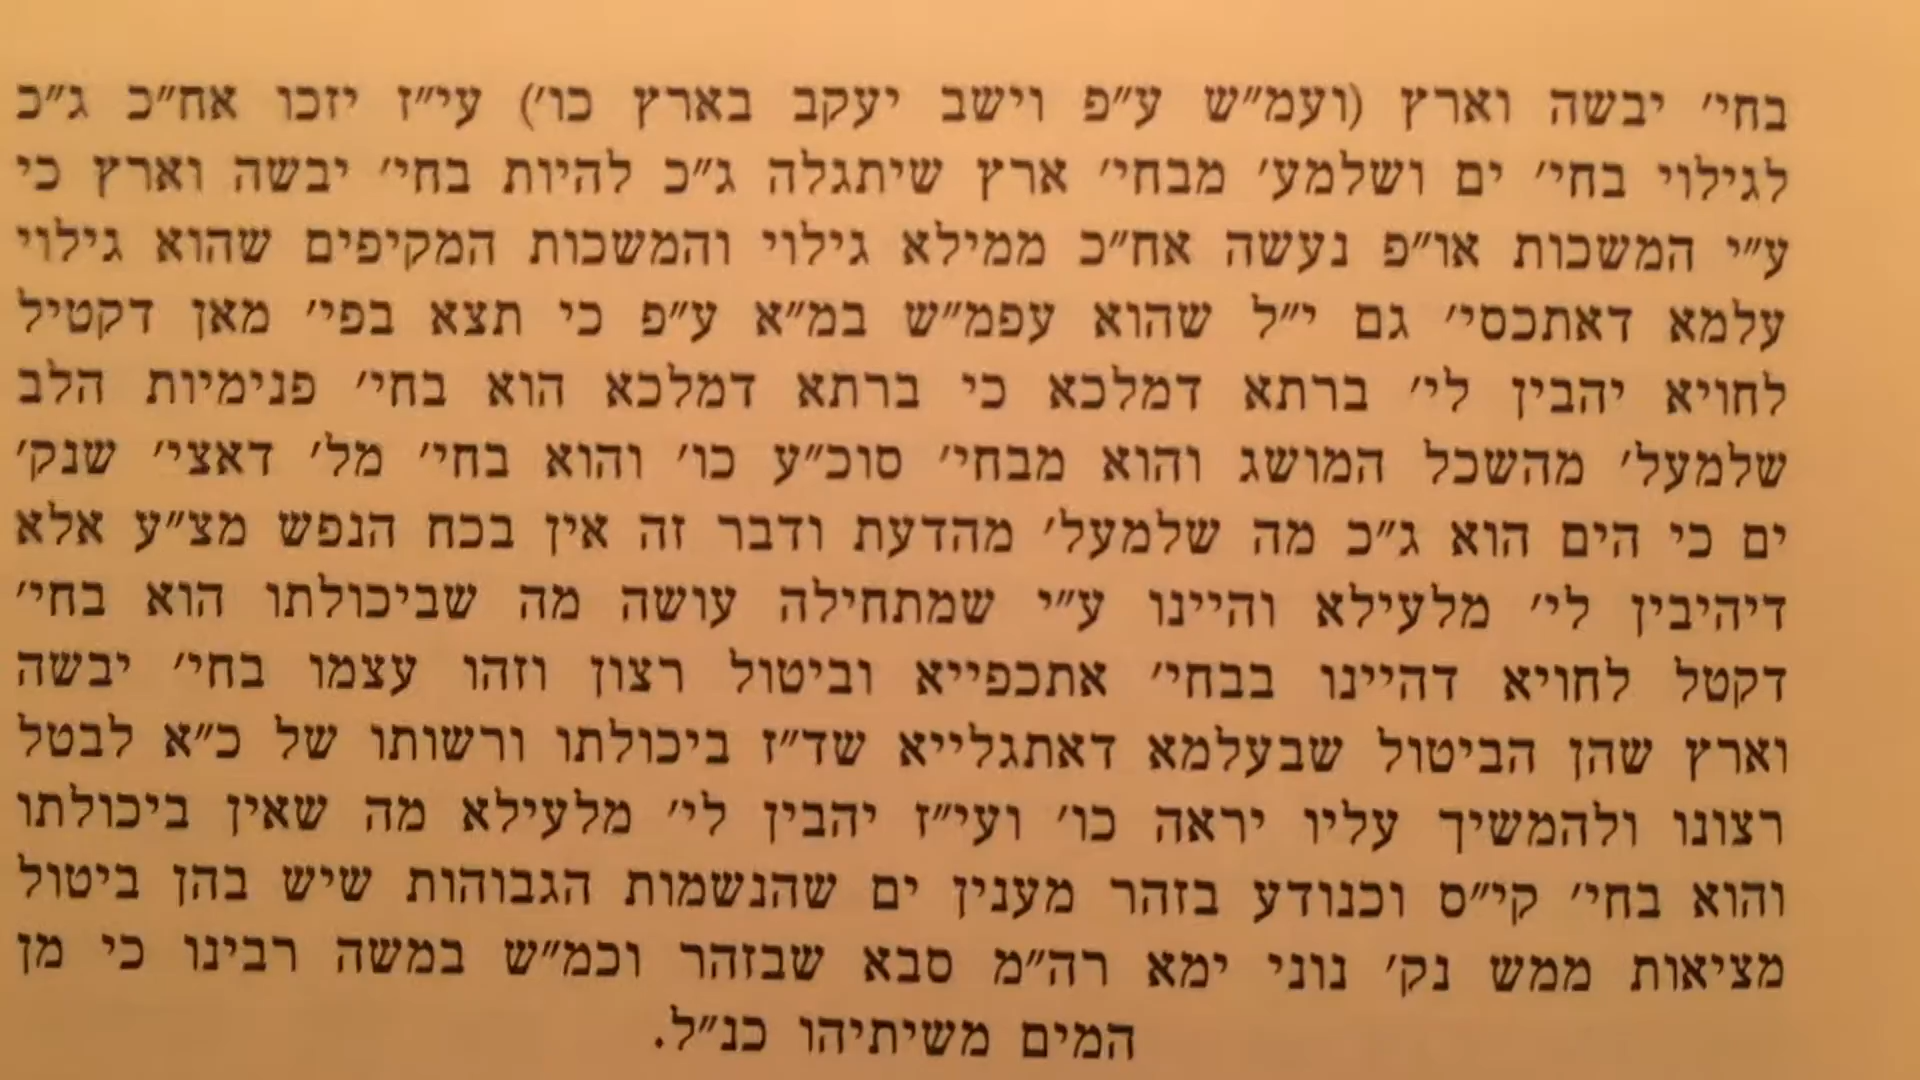 בחי׳ יבשה וארץ (ועמ״ש ע״פ וישב יעקב בארץ כו׳) עי״ז יזכו אח״כ ג״כ
לגילוי בחי׳ ים ושלמע׳ מבחי׳ ארץ שיתגלה ג״כ להיות בחי׳ יבשה וארץ כי
ע״י המשכות או״פ נעשה אח״כ ממילא גילוי והמשכות המקיפים שהוא גילוי
עלמא דאתכסי׳ גם י״ל שהוא עפמ״ש במ״א ע״פ כי תצא בפי׳ מאן דקטיל
לחויא יהבין לי׳ ברתא דמלכא כי ברתא דמלכא הוא בחי׳ פנימיות הלב
שלמעל׳ מהשכל המושג והוא מבחי׳ סוכ״ע כו׳ והוא בחי׳ מל׳ דאצי׳ שנק׳
ים כי הים הוא ג״כ מה שלמעל׳ מהדעת ודבר זה אין בכח הנפש מצ״ע אלא
דיהיבין לי׳ מלעילא והיינו ע״י שמתחילה עושה מה שביכולתו הוא בחי׳
דקטל לחויא דהיינו בבחי׳ אתכפייא וביטול רצון וזהו עצמו בחי׳ יבשה
וארץ שהן הביטול שבעלמא דאתגלייא שד״ז ביכולתו ורשותו של כ״א לבטל
רצונו ולהמשיך עליו יראה כו׳ ועי״ז יהבין לי׳ מלעילא מה שאין ביכולתו
והוא בחי׳ קי״ס וכנודע בזהר מענין ים שהנשמות הגבוהות שיש בהן ביטול
מציאות ממש נק׳ נוני ימא רה״מ סבא שבזהר וכמ״ש במשה רבינו כי מן
המים משיתיהו כנ״ל.